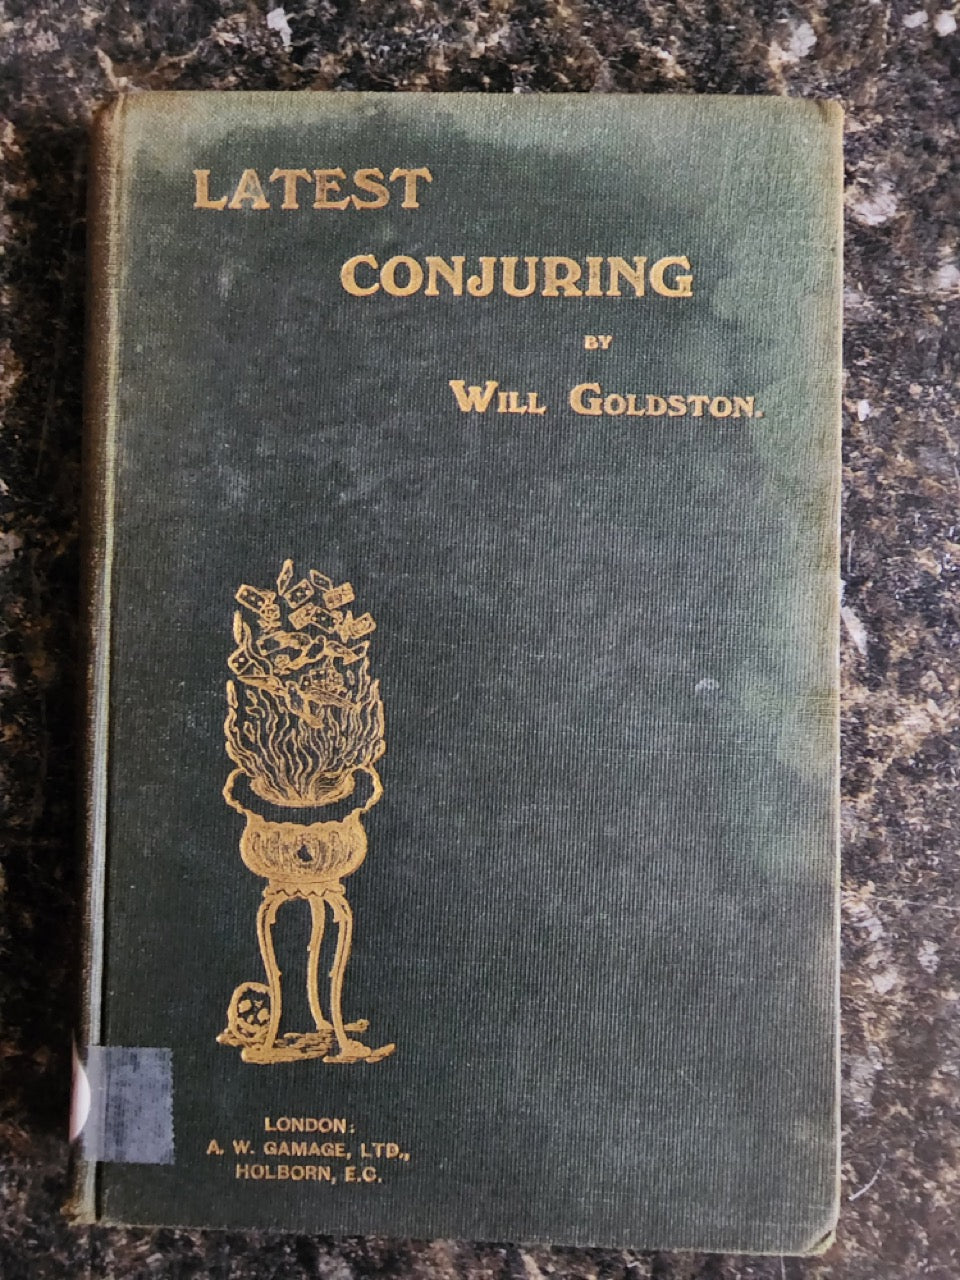 LATEST
CONJURING
BY
WILL GOLDSTON.
LONDON:
A. W. GAMAGE, LTD.,
HOLBORN, E.C.